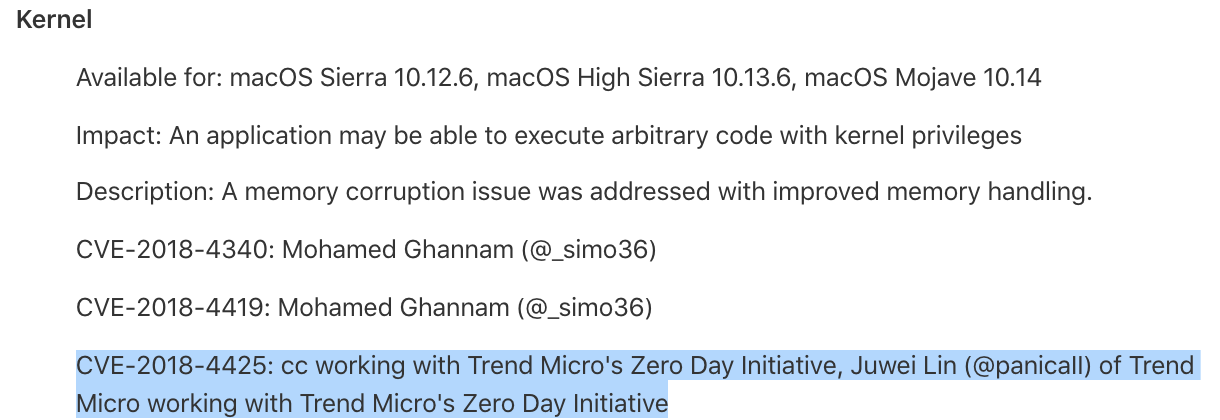 Kernel
Available for: macOS Sierra 10.12.6, macOS High Sierra 10.13.6, macOS Mojave 10.14
Impact: An application may be able to execute arbitrary code with kernel privileges
Description: A memory corruption issue was addressed with improved memory handling.
CVE-2018-4340: Mohamed Ghannam (@_simo36)
CVE-2018-4419: Mohamed Ghannam (@_simo36)
CVE-2018-4425: cc working with Trend Micro's Zero Day Initiative, Juwei Lin (@panicaII) of Trend
Micro working with Trend Micro's Zero Day Initiative